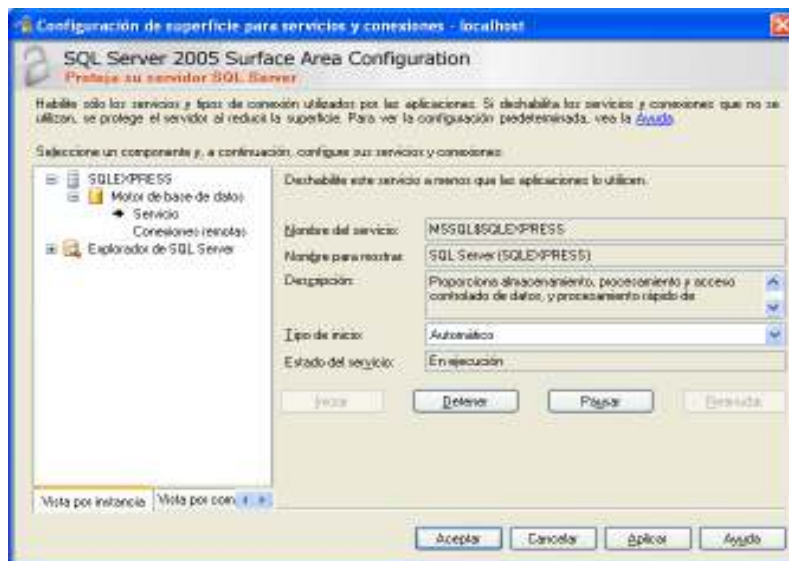 Configuración de superficie para servicios y conexiones - localhost
SQL Server 2005 Surface Area Configuration
Proteja su servidor SQL Server
Habilite sólo los servicios y tipos de conexión utilizados por las aplicaciones. Si deshabilita los servicios y conexiones que no se
utilizan, se protege el servidor al reducir la superficie. Para ver la configuración predeterminada, vea la Ayuda.
Seleccione un componente y, a continuación, configure sus servicios y conexiones:
SQLEXPRESS
Motor de base de datos
Servicio
Conexiones remotas
Explorador de SQL Server
Vista por instancia
Vista por com
Deshabilite este servicio a menos que las aplicaciones lo utilicen.
Nombre del servicio: MSSQL$SQLEXPRESS
Nombre para mostrar: SQL Server (SQLEXPRESS)
Descripción: Proporciona almacenamiento, procesamiento y acceso
controlado de datos, y procesamiento rápido de
Tipo de inicio: Automático
Estado del servicio: En ejecución
Iniciar Detener Pausar Reanudar
Aceptar Cancelar Aplicar Ayuda